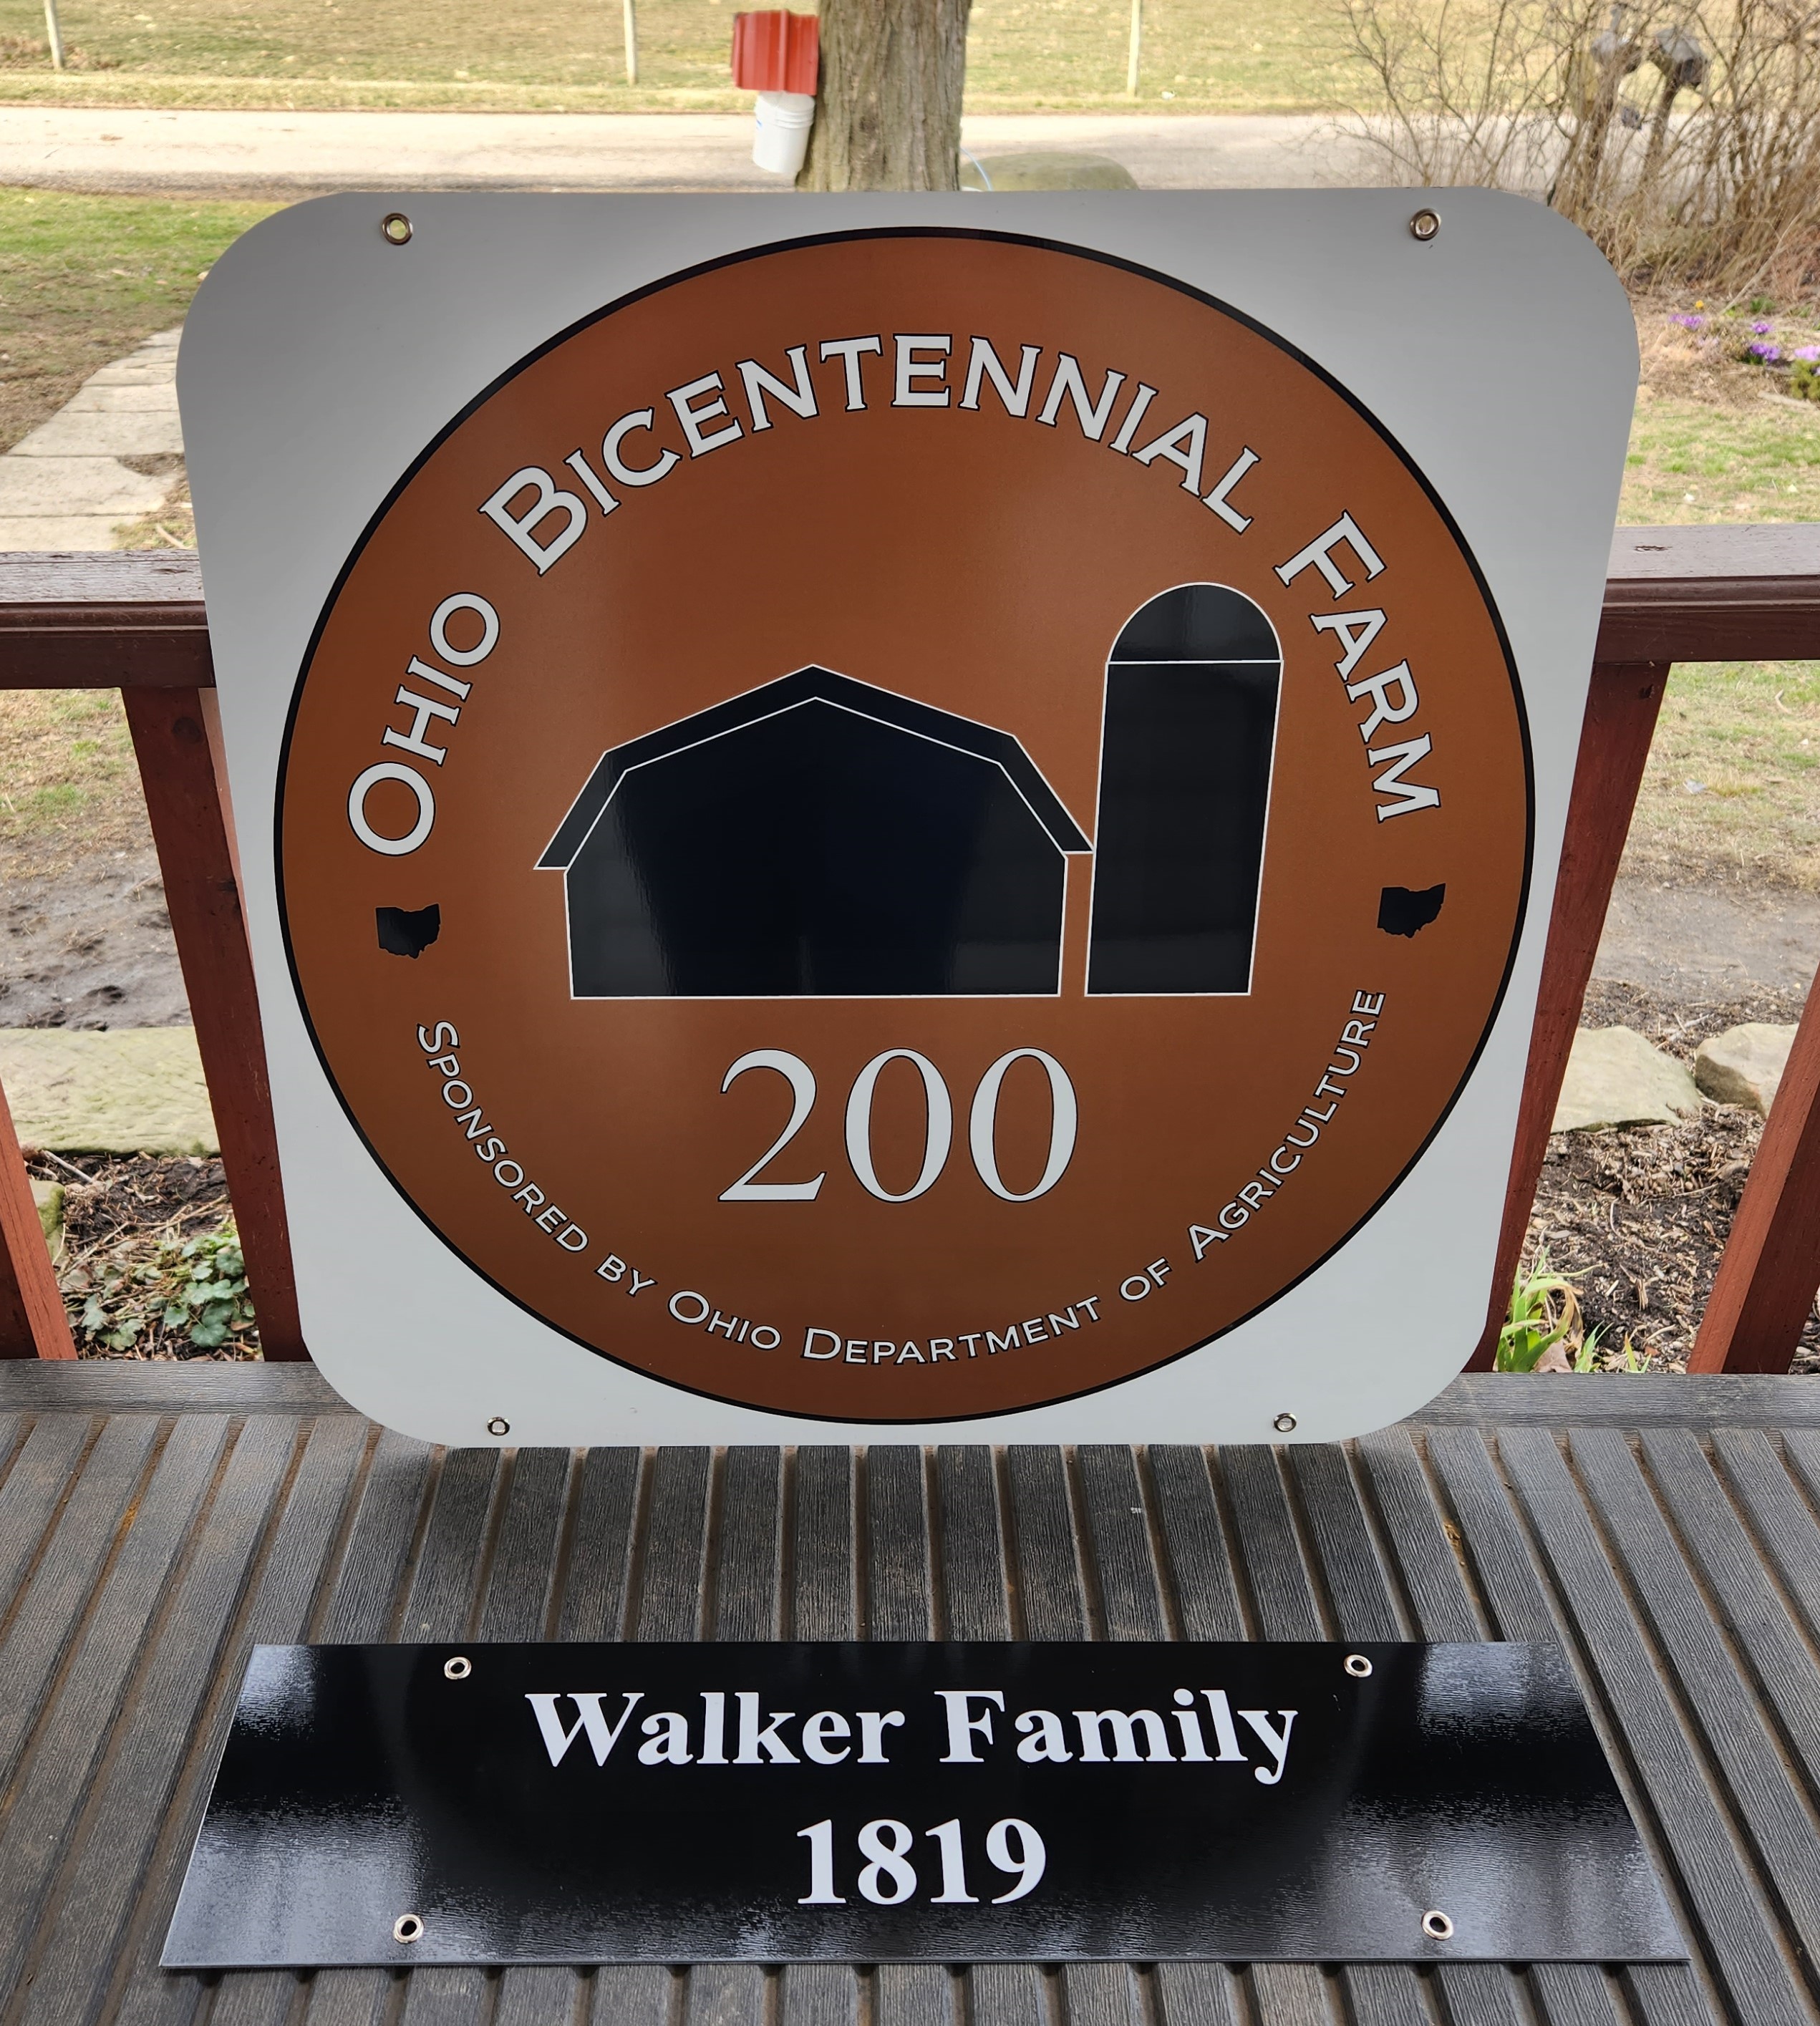 OHIO BICENTENNIAL FARM
200
SPONSORED BY OHIO DEPARTMENT OF AGRICULTURE
Walker Family
1819